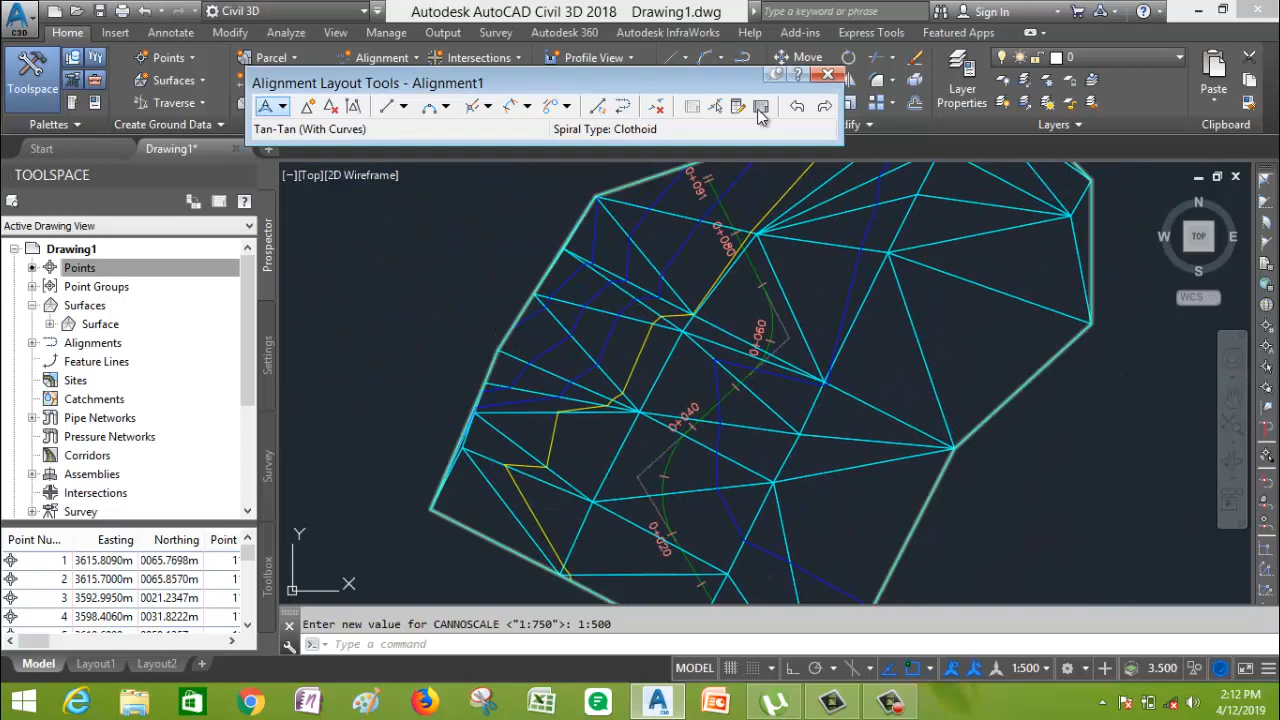 A C3D
Civil 3D
Autodesk AutoCAD Civil 3D 2018 Drawing1.dwg
Type a keyword or phrase
Sign In
Home Insert Annotate Modify Analyze View Manage Output Survey Autodesk 360 Autodesk InfraWorks Help Add-ins Express Tools Featured Apps
Points
Surfaces
Traverse
Parcel
Alignment
Intersections
Profile View
Move
Toolspace
Palettes
Create Ground Data
Layer Properties
0
Layers
Paste
Clipboard
Alignment Layout Tools - Alignment1
Tan-Tan (With Curves)
Spiral Type: Clothoid
Start
Drawing1*
TOOLSPACE
Active Drawing View
Drawing1
Points
Point Groups
Surfaces
Surface
Alignments
Feature Lines
Sites
Catchments
Pipe Networks
Pressure Networks
Corridors
Assemblies
Intersections
Survey
Prospector
Settings
Survey
Toolbox
Point Nu... Easting Northing Point
1 3615.8090m 0065.7698m 1
2 3615.7000m 0065.8570m 1
3 3592.9950m 0021.2347m 1
4 3598.4060m 0031.8222m 1
[−][Top][2D Wireframe]
0+091
0+080
0+060
0+040
0+020
N
W TOP E
S
WCS
Y
X
Enter new value for CANNOSCALE <"1:750">: 1:500
Type a command
Model Layout1 Layout2 +
MODEL
1:500
3.500
2:12 PM
4/12/2019